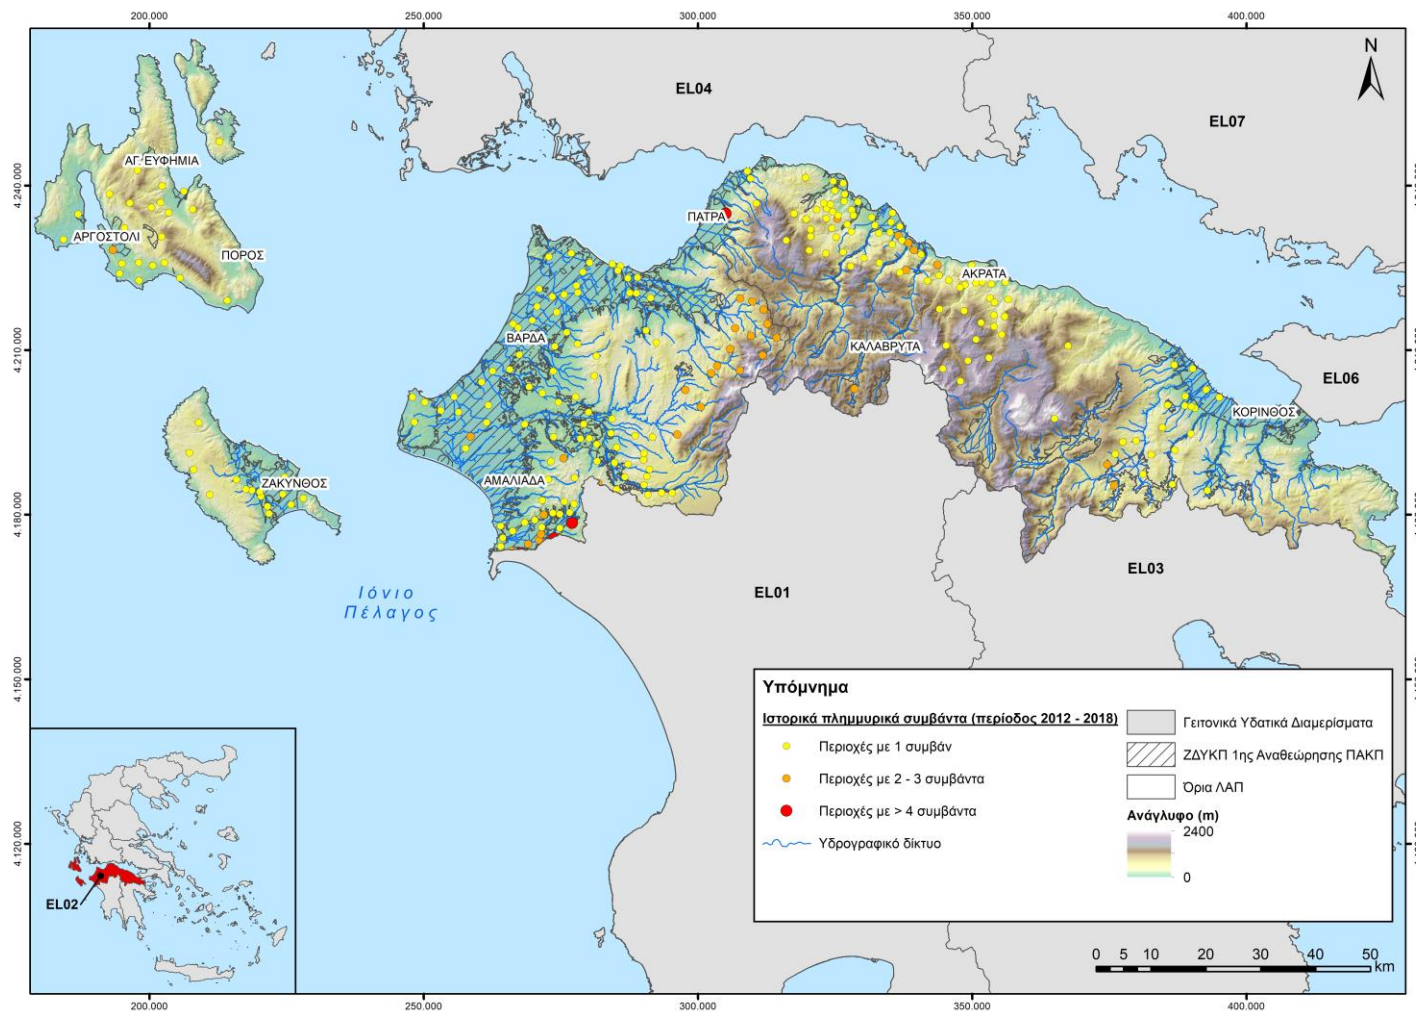 200.000 250.000 300.000 350.000 400.000
N
EL04
EL07
4.240.000
ΑΓ. ΕΥΦΗΜΙΑ
ΠΑΤΡΑ
ΑΡΓΟΣΤΟΛΙ
ΠΟΡΟΣ
ΑΚΡΑΤΑ
ΒΑΡΔΑ
ΚΑΛΑΒΡΥΤΑ
4.210.000
EL06
ΚΟΡΙΝΘΟΣ
ΖΑΚΥΝΘΟΣ
ΑΜΑΛΙΑΔΑ
4.180.000
EL03
EL01
Ιόνιο
Πέλαγος
4.150.000
Υπόμνημα
Ιστορικά πλημμυρικά συμβάντα (περίοδος 2012 - 2018)
Περιοχές με 1 συμβάν
Περιοχές με 2 - 3 συμβάντα
Περιοχές με > 4 συμβάντα
Υδρογραφικό δίκτυο
Γειτονικά Υδατικά Διαμερίσματα
ΖΔΥΚΠ 1ης Αναθεώρησης ΠΑΚΠ
Όρια ΛΑΠ
Ανάγλυφο (m)
2400
0
4.120.000
EL02
0 5 10 20 30 40 50
km
200.000 250.000 300.000 350.000 400.000